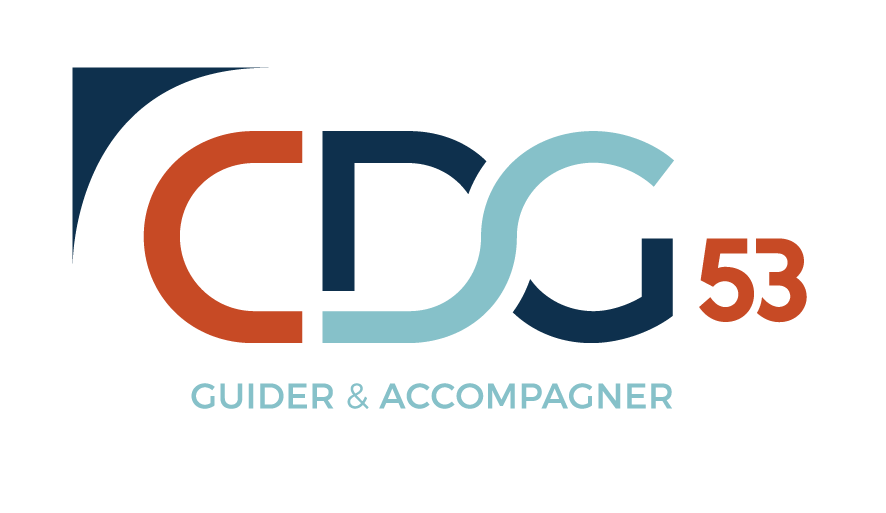 CDG 53
GUIDER & ACCOMPAGNER